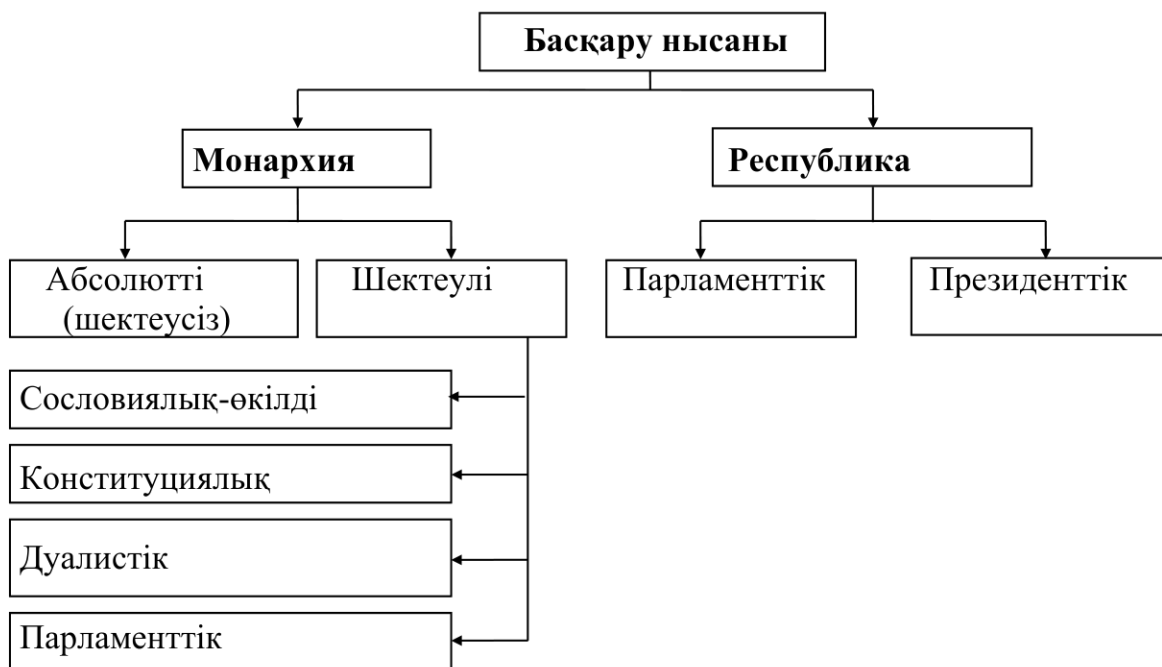 Басқару нысаны
Монархия
Республика
Абсолютті
(шектеусіз)
Шектеулі
Парламенттік
Президенттік
Сословиялық-өкілді
Конституциялық
Дуалистік
Парламенттік